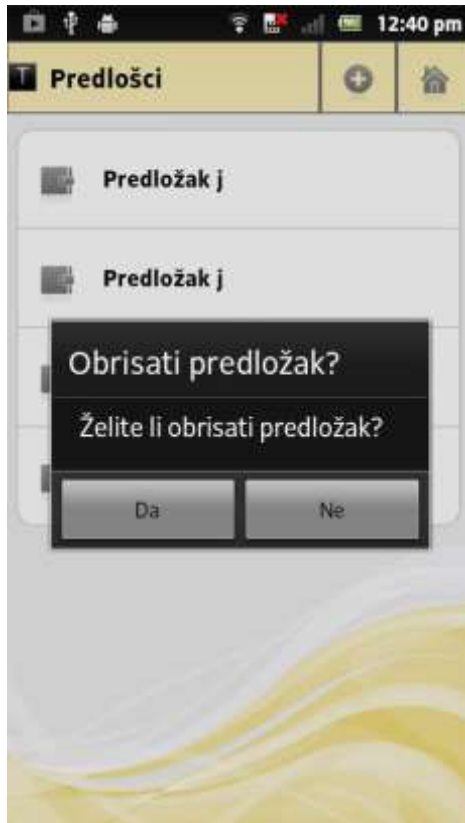 12:40 pm
T Predlošci
Predložak j
Predložak j
Obrisati predložak?
Želite li obrisati predložak?
Da
Ne